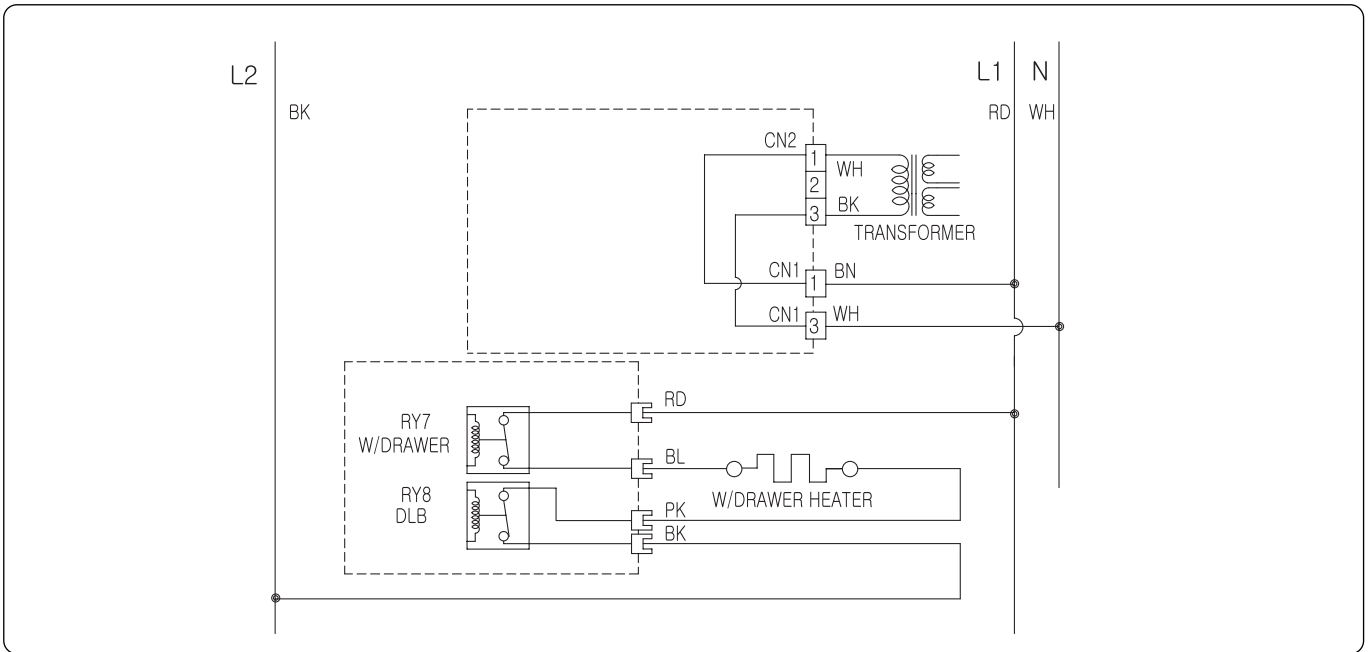 L2
L1 N
BK
RD WH
CN2
1
WH
2
3
BK
TRANSFORMER
CN1
1
BN
CN1
3
WH
RY7
W/DRAWER
RD
BL
W/DRAWER HEATER
RY8
DLB
PK
BK